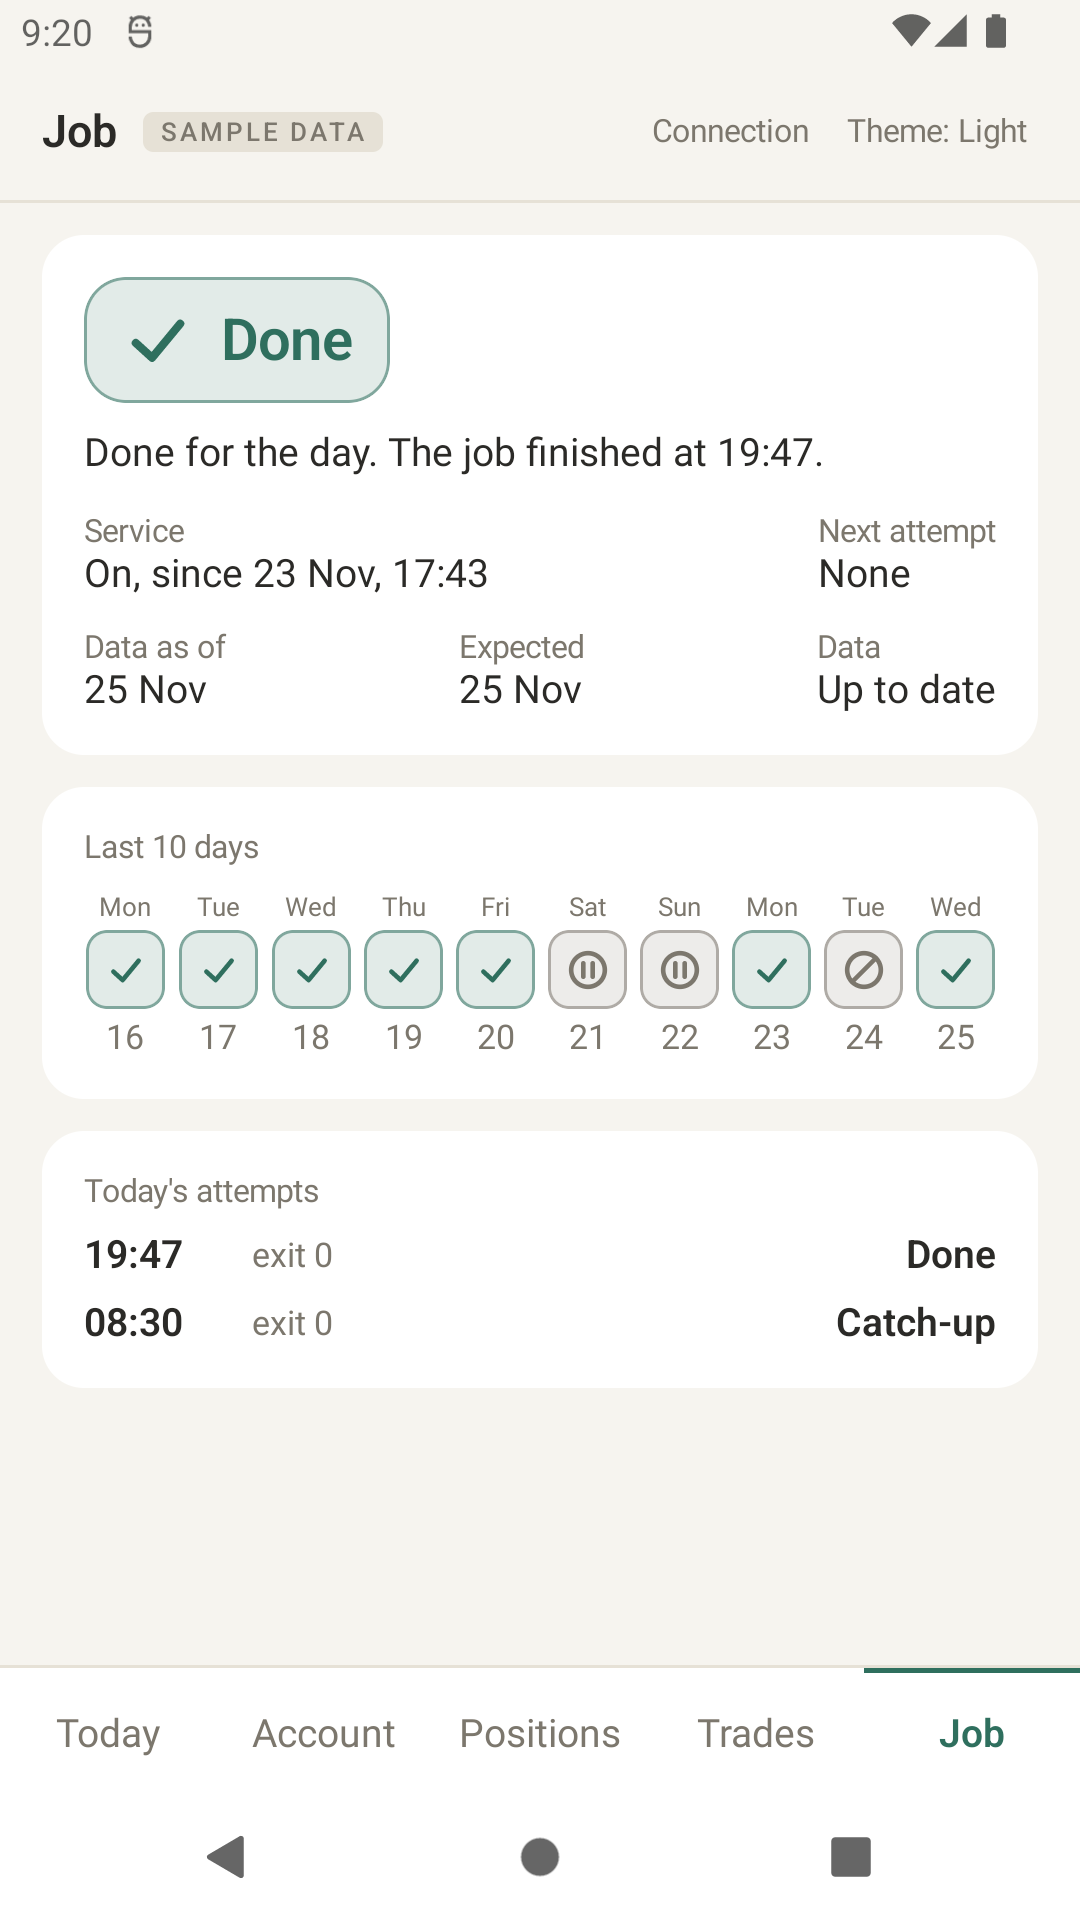 9:20
Job SAMPLE DATA Connection Theme: Light
Done
Done for the day. The job finished at 19:47.
Service Next attempt
On, since 23 Nov, 17:43 None
Data as of Expected Data
25 Nov 25 Nov Up to date
Last 10 days
Mon Tue Wed Thu Fri Sat Sun Mon Tue Wed
16 17 18 19 20 21 22 23 24 25
Today's attempts
19:47 exit 0 Done
08:30 exit 0 Catch-up
Today Account Positions Trades Job